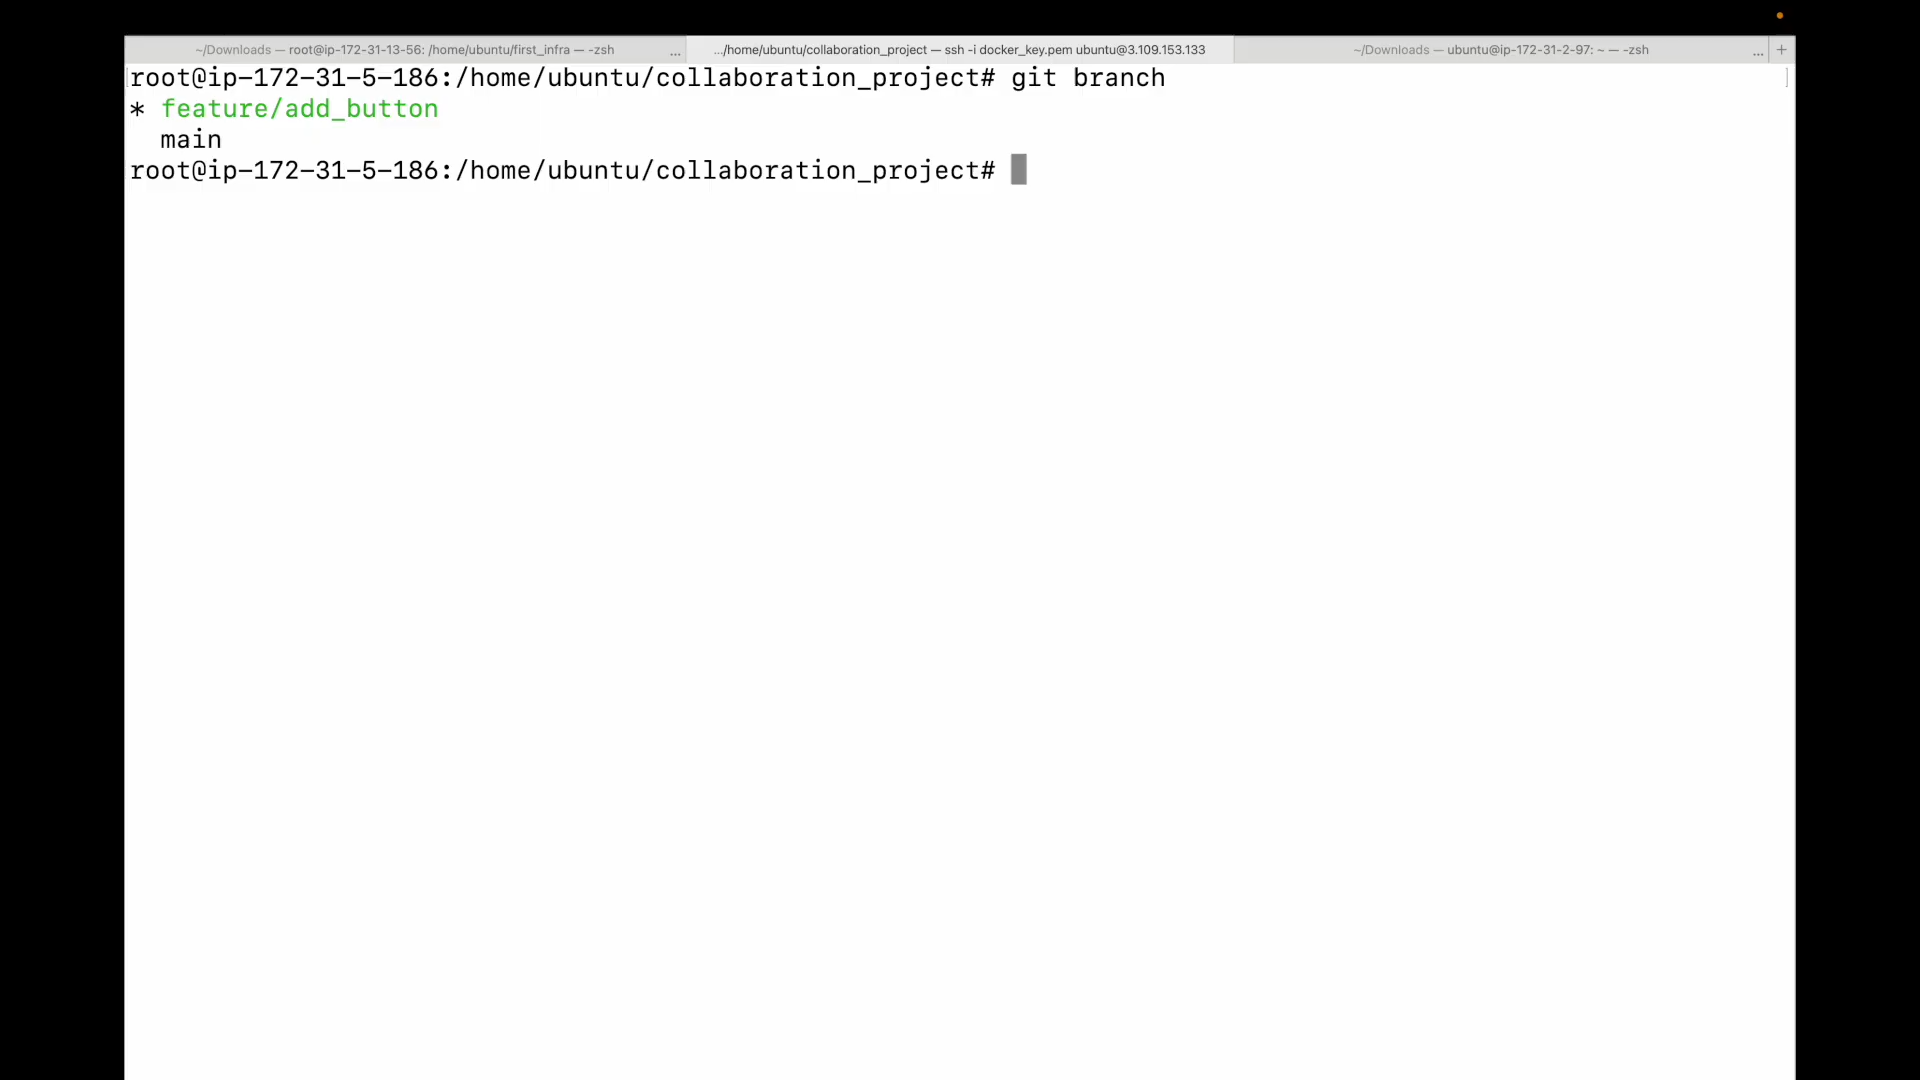 ~/Downloads — root@ip-172-31-13-56: /home/ubuntu/first_infra — -zsh ... .../home/ubuntu/collaboration_project — ssh -i docker_key.pem ubuntu@3.109.153.133 ~/Downloads — ubuntu@ip-172-31-2-97: ~ — -zsh ... +
root@ip-172-31-5-186:/home/ubuntu/collaboration_project# git branch
* feature/add_button
  main
root@ip-172-31-5-186:/home/ubuntu/collaboration_project#